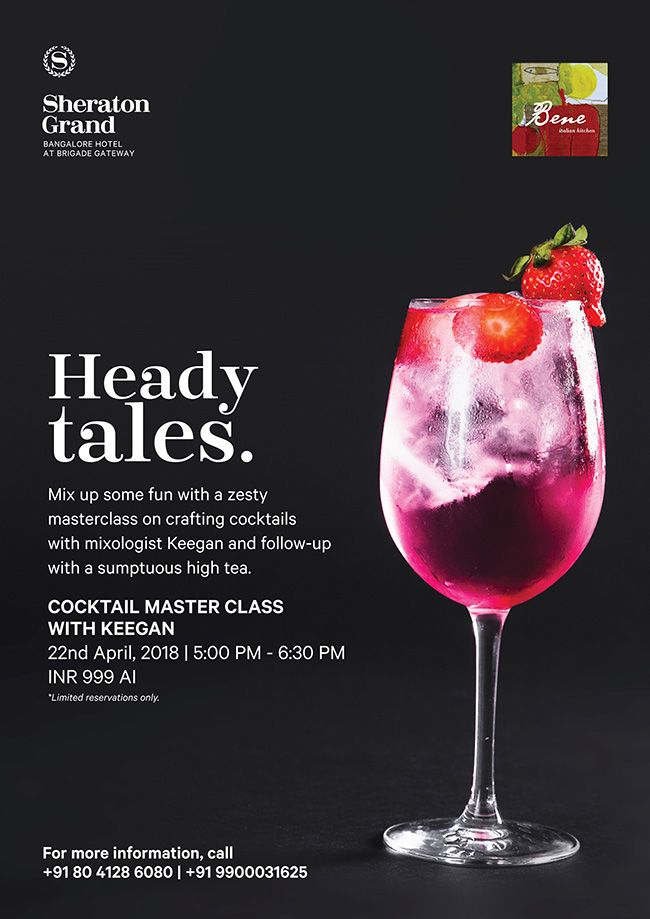 S
Sheraton
Grand
BANGALORE HOTEL
AT BRIGADE GATEWAY
Bene
italian kitchen
Heady
tales.
Mix up some fun with a zesty
masterclass on crafting cocktails
with mixologist Keegan and follow-up
with a sumptuous high tea.
COCKTAIL MASTER CLASS
WITH KEEGAN
22nd April, 2018 | 5:00 PM - 6:30 PM
INR 999 AI
*Limited reservations only.
For more information, call
+91 80 4128 6080 | +91 9900031625